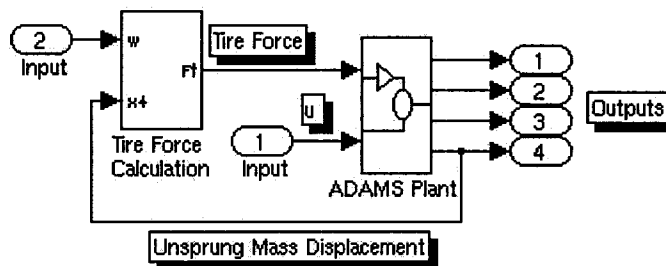 2
Input
w
x4
Ft
Tire Force
Calculation
Tire Force
u
1
Input
ADAMS Plant
1
2
3
4
Outputs
Unsprung Mass Displacement